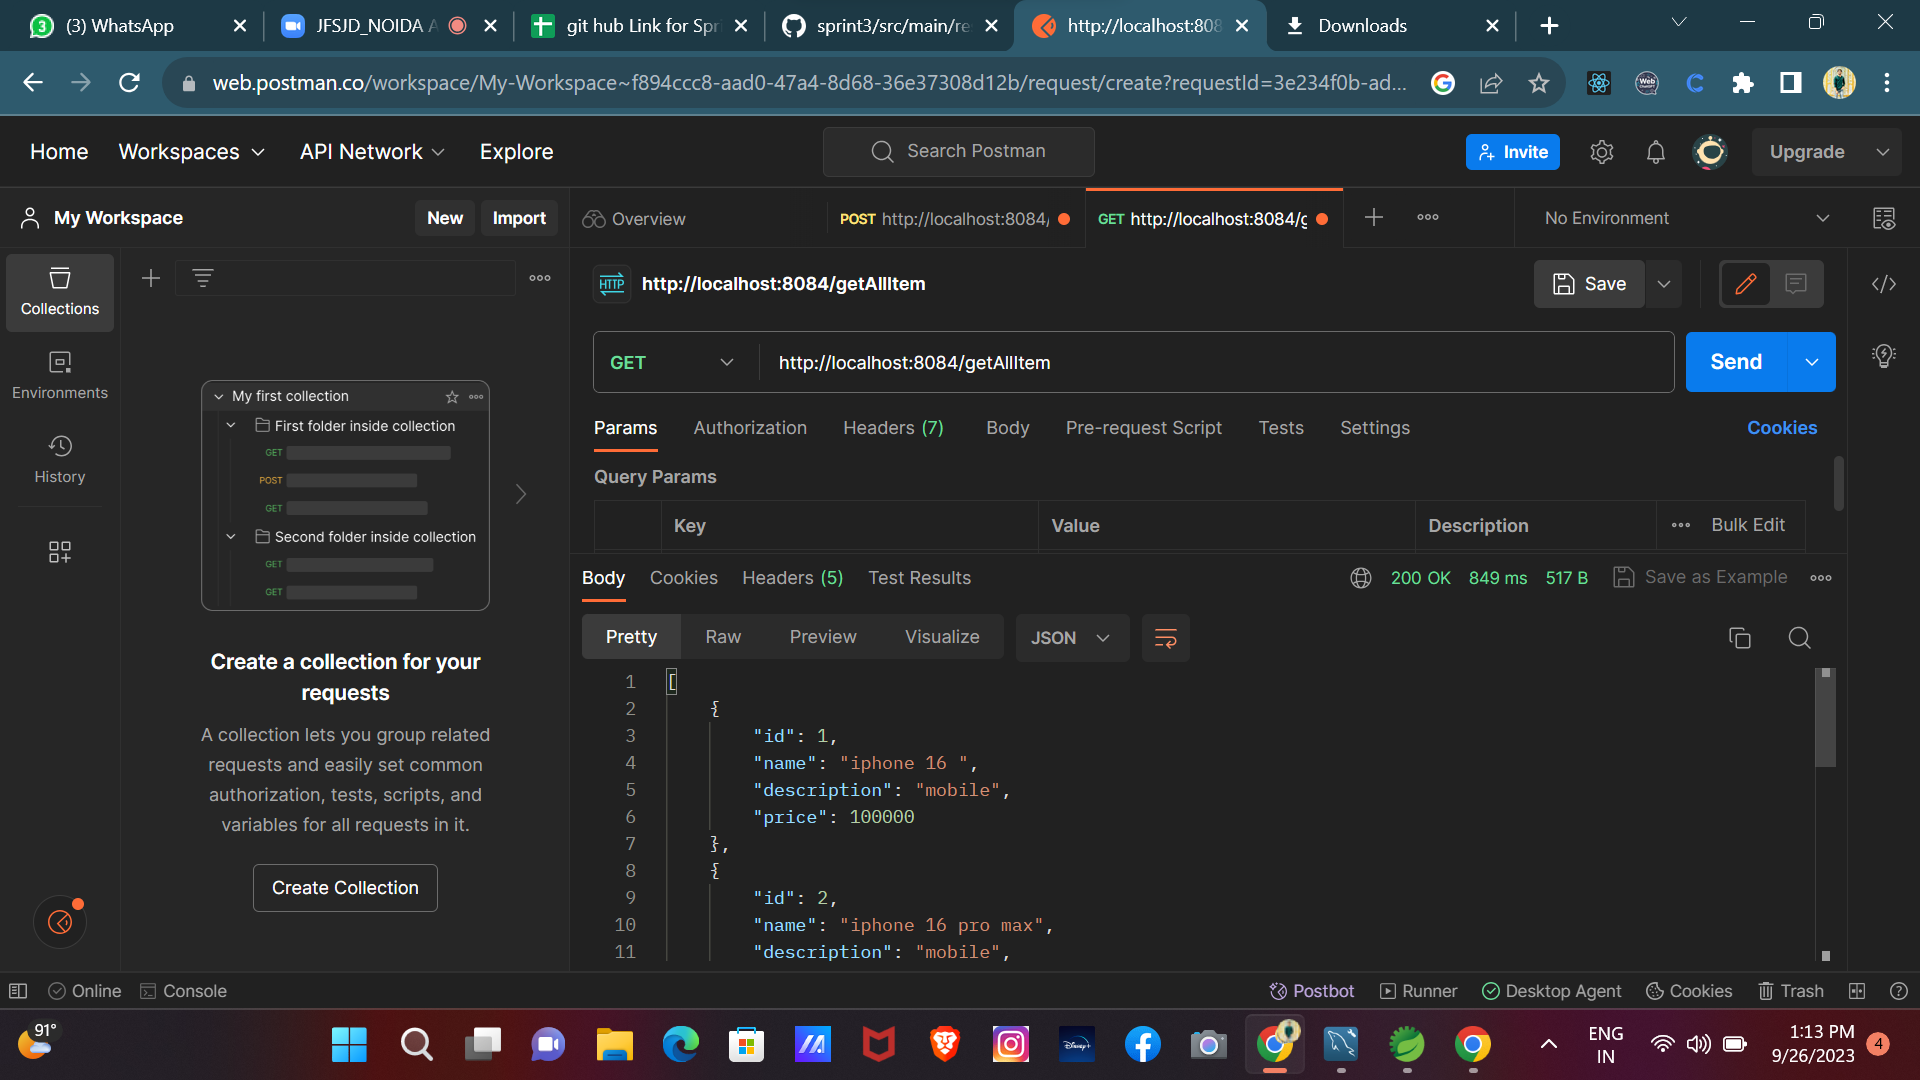 (3) WhatsApp
JFSJD_NOIDA A
git hub Link for Spri
sprint3/src/main/re
http://localhost:808
Downloads
web.postman.co/workspace/My-Workspace~f894ccc8-aad0-47a4-8d68-36e37308d12b/request/create?requestId=3e234f0b-ad...
Home
Workspaces
API Network
Explore
Search Postman
Invite
Upgrade
My Workspace
New
Import
Overview
POST http://localhost:8084/
GET http://localhost:8084/g
No Environment
Collections
Environments
History
My first collection
First folder inside collection
GET
POST
GET
Second folder inside collection
GET
GET
Create a collection for your
requests
A collection lets you group related
requests and easily set common
authorization, tests, scripts, and
variables for all requests in it.
Create Collection
HTTP http://localhost:8084/getAllItem
Save
GET http://localhost:8084/getAllItem
Send
Params Authorization Headers (7) Body Pre-request Script Tests Settings Cookies
Query Params
Key Value Description Bulk Edit
Body Cookies Headers (5) Test Results 200 OK 849 ms 517 B Save as Example
Pretty Raw Preview Visualize JSON
1 [
2 {
3 "id": 1,
4 "name": "iphone 16 ",
5 "description": "mobile",
6 "price": 100000
7 },
8 {
9 "id": 2,
10 "name": "iphone 16 pro max",
11 "description": "mobile",
Online Console Postbot Runner Desktop Agent Cookies Trash
91°
Disney+
ENG
IN
1:13 PM
9/26/2023
4